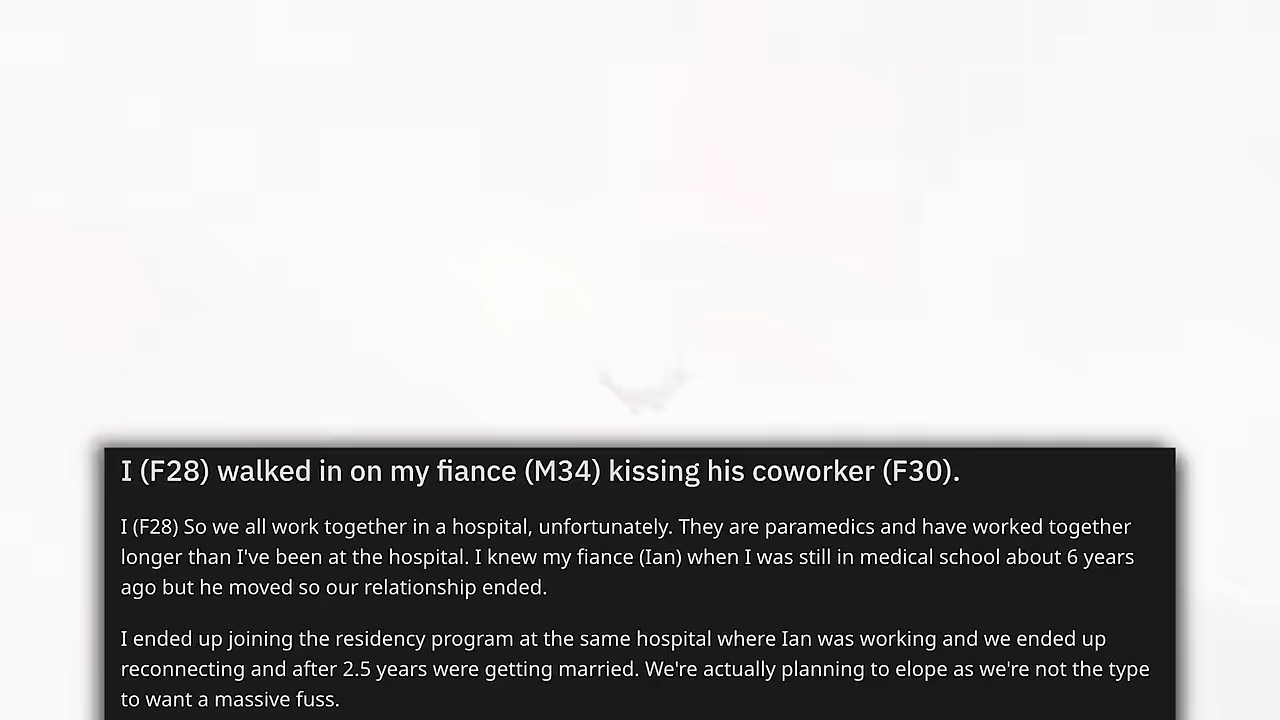 I (F28) walked in on my fiance (M34) kissing his coworker (F30).
I (F28) So we all work together in a hospital, unfortunately. They are paramedics and have worked together
longer than I've been at the hospital. I knew my fiance (Ian) when I was still in medical school about 6 years
ago but he moved so our relationship ended.
I ended up joining the residency program at the same hospital where Ian was working and we ended up
reconnecting and after 2.5 years were getting married. We're actually planning to elope as we're not the type
to want a massive fuss.